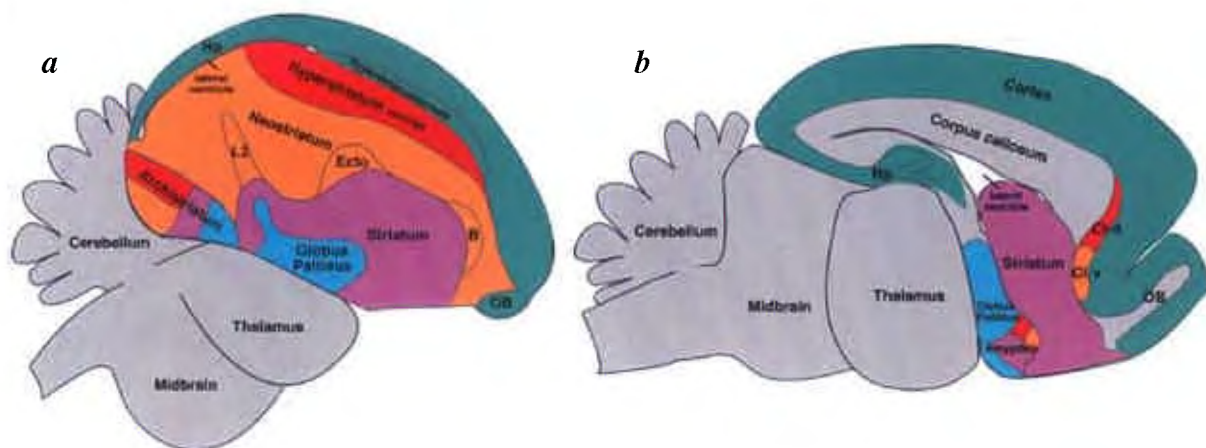 a
Hp
lateral
ventricle
Hyperstriatum ventrale
Neostriatum
L2
Ecto
Archistriatum
Cerebellum
Striatum
B
Globus
Pallidus
OB
Thalamus
Midbrain
b
Cortex
Corpus callosum
Hp
lateral
ventricle
Cerebellum
Striatum
Midbrain
Thalamus
Globus
Pallidus
OB